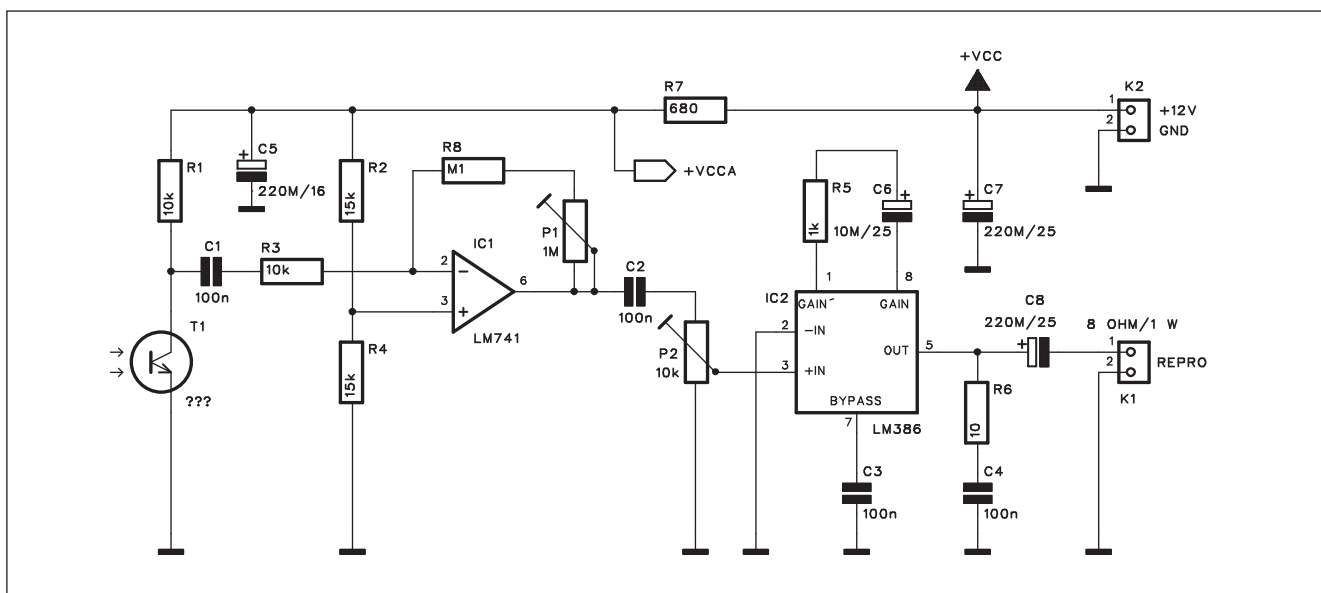 +VCC
R7
680
K2
1
+12V
2
GND
C5
+
220M/16
R1
10k
R2
15k
R8
M1
+VCCA
P1
1M
R5
1k
C6
+
10M/25
C7
+
220M/25
C1
100n
R3
10k
IC1
2
-
3
+
6
LM741
C2
100n
P2
10k
1
8
IC2
GAIN´
GAIN
2
-IN
OUT
5
3
+IN
BYPASS
7
LM386
C8
220M/25
+
8 OHM/1 W
1
2
REPRO
K1
T1
???
R4
15k
R6
10
C3
100n
C4
100n